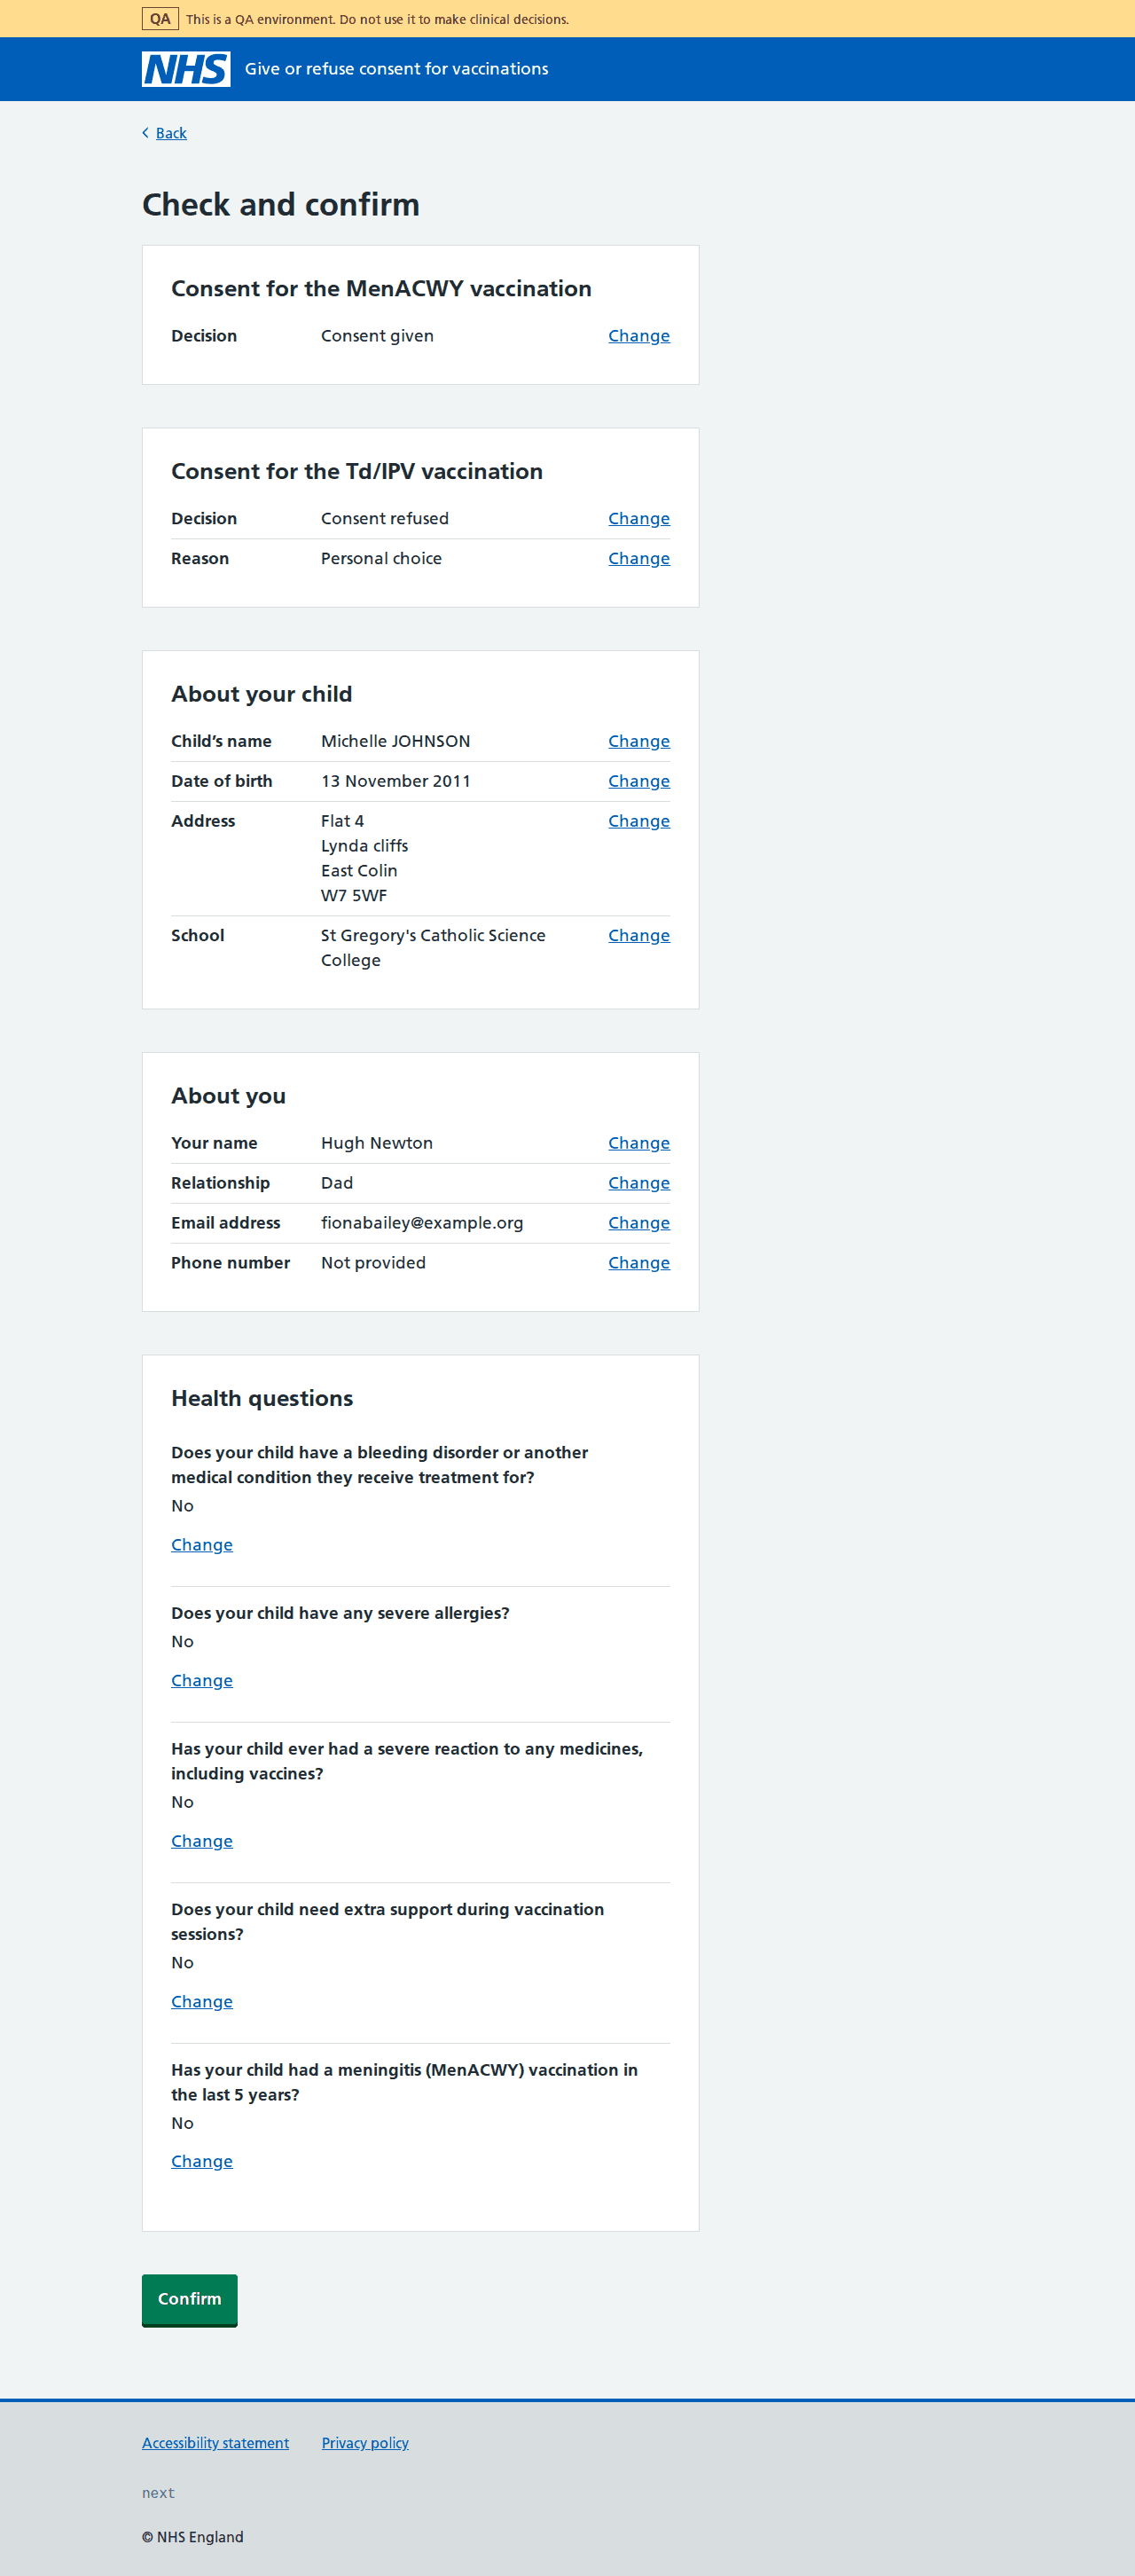 QA This is a QA environment. Do not use it to make clinical decisions.
NHS Give or refuse consent for vaccinations
Back
Check and confirm
Consent for the MenACWY vaccination
Decision Consent given Change
Consent for the Td/IPV vaccination
Decision Consent refused Change
Reason Personal choice Change
About your child
Child’s name Michelle JOHNSON Change
Date of birth 13 November 2011 Change
Address Flat 4 Change
Lynda cliffs
East Colin
W7 5WF
School St Gregory's Catholic Science Change
College
About you
Your name Hugh Newton Change
Relationship Dad Change
Email address fionabailey@example.org Change
Phone number Not provided Change
Health questions
Does your child have a bleeding disorder or another
medical condition they receive treatment for?
No
Change
Does your child have any severe allergies?
No
Change
Has your child ever had a severe reaction to any medicines,
including vaccines?
No
Change
Does your child need extra support during vaccination
sessions?
No
Change
Has your child had a meningitis (MenACWY) vaccination in
the last 5 years?
No
Change
Confirm
Accessibility statement Privacy policy
next
© NHS England